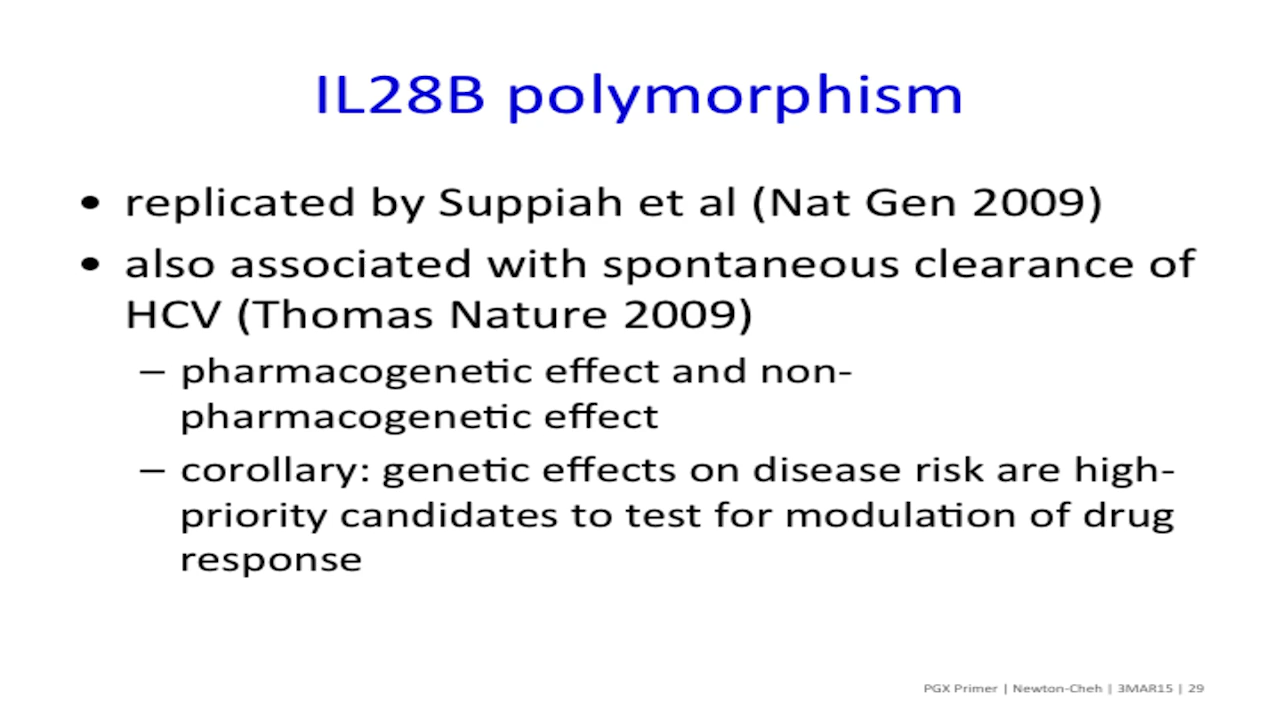 IL28B polymorphism
• replicated by Suppiah et al (Nat Gen 2009)
• also associated with spontaneous clearance of
HCV (Thomas Nature 2009)
– pharmacogenetic effect and non-
pharmacogenetic effect
– corollary: genetic effects on disease risk are high-
priority candidates to test for modulation of drug
response
PGX Primer | Newton-Cheh | 3MAR15 | 29